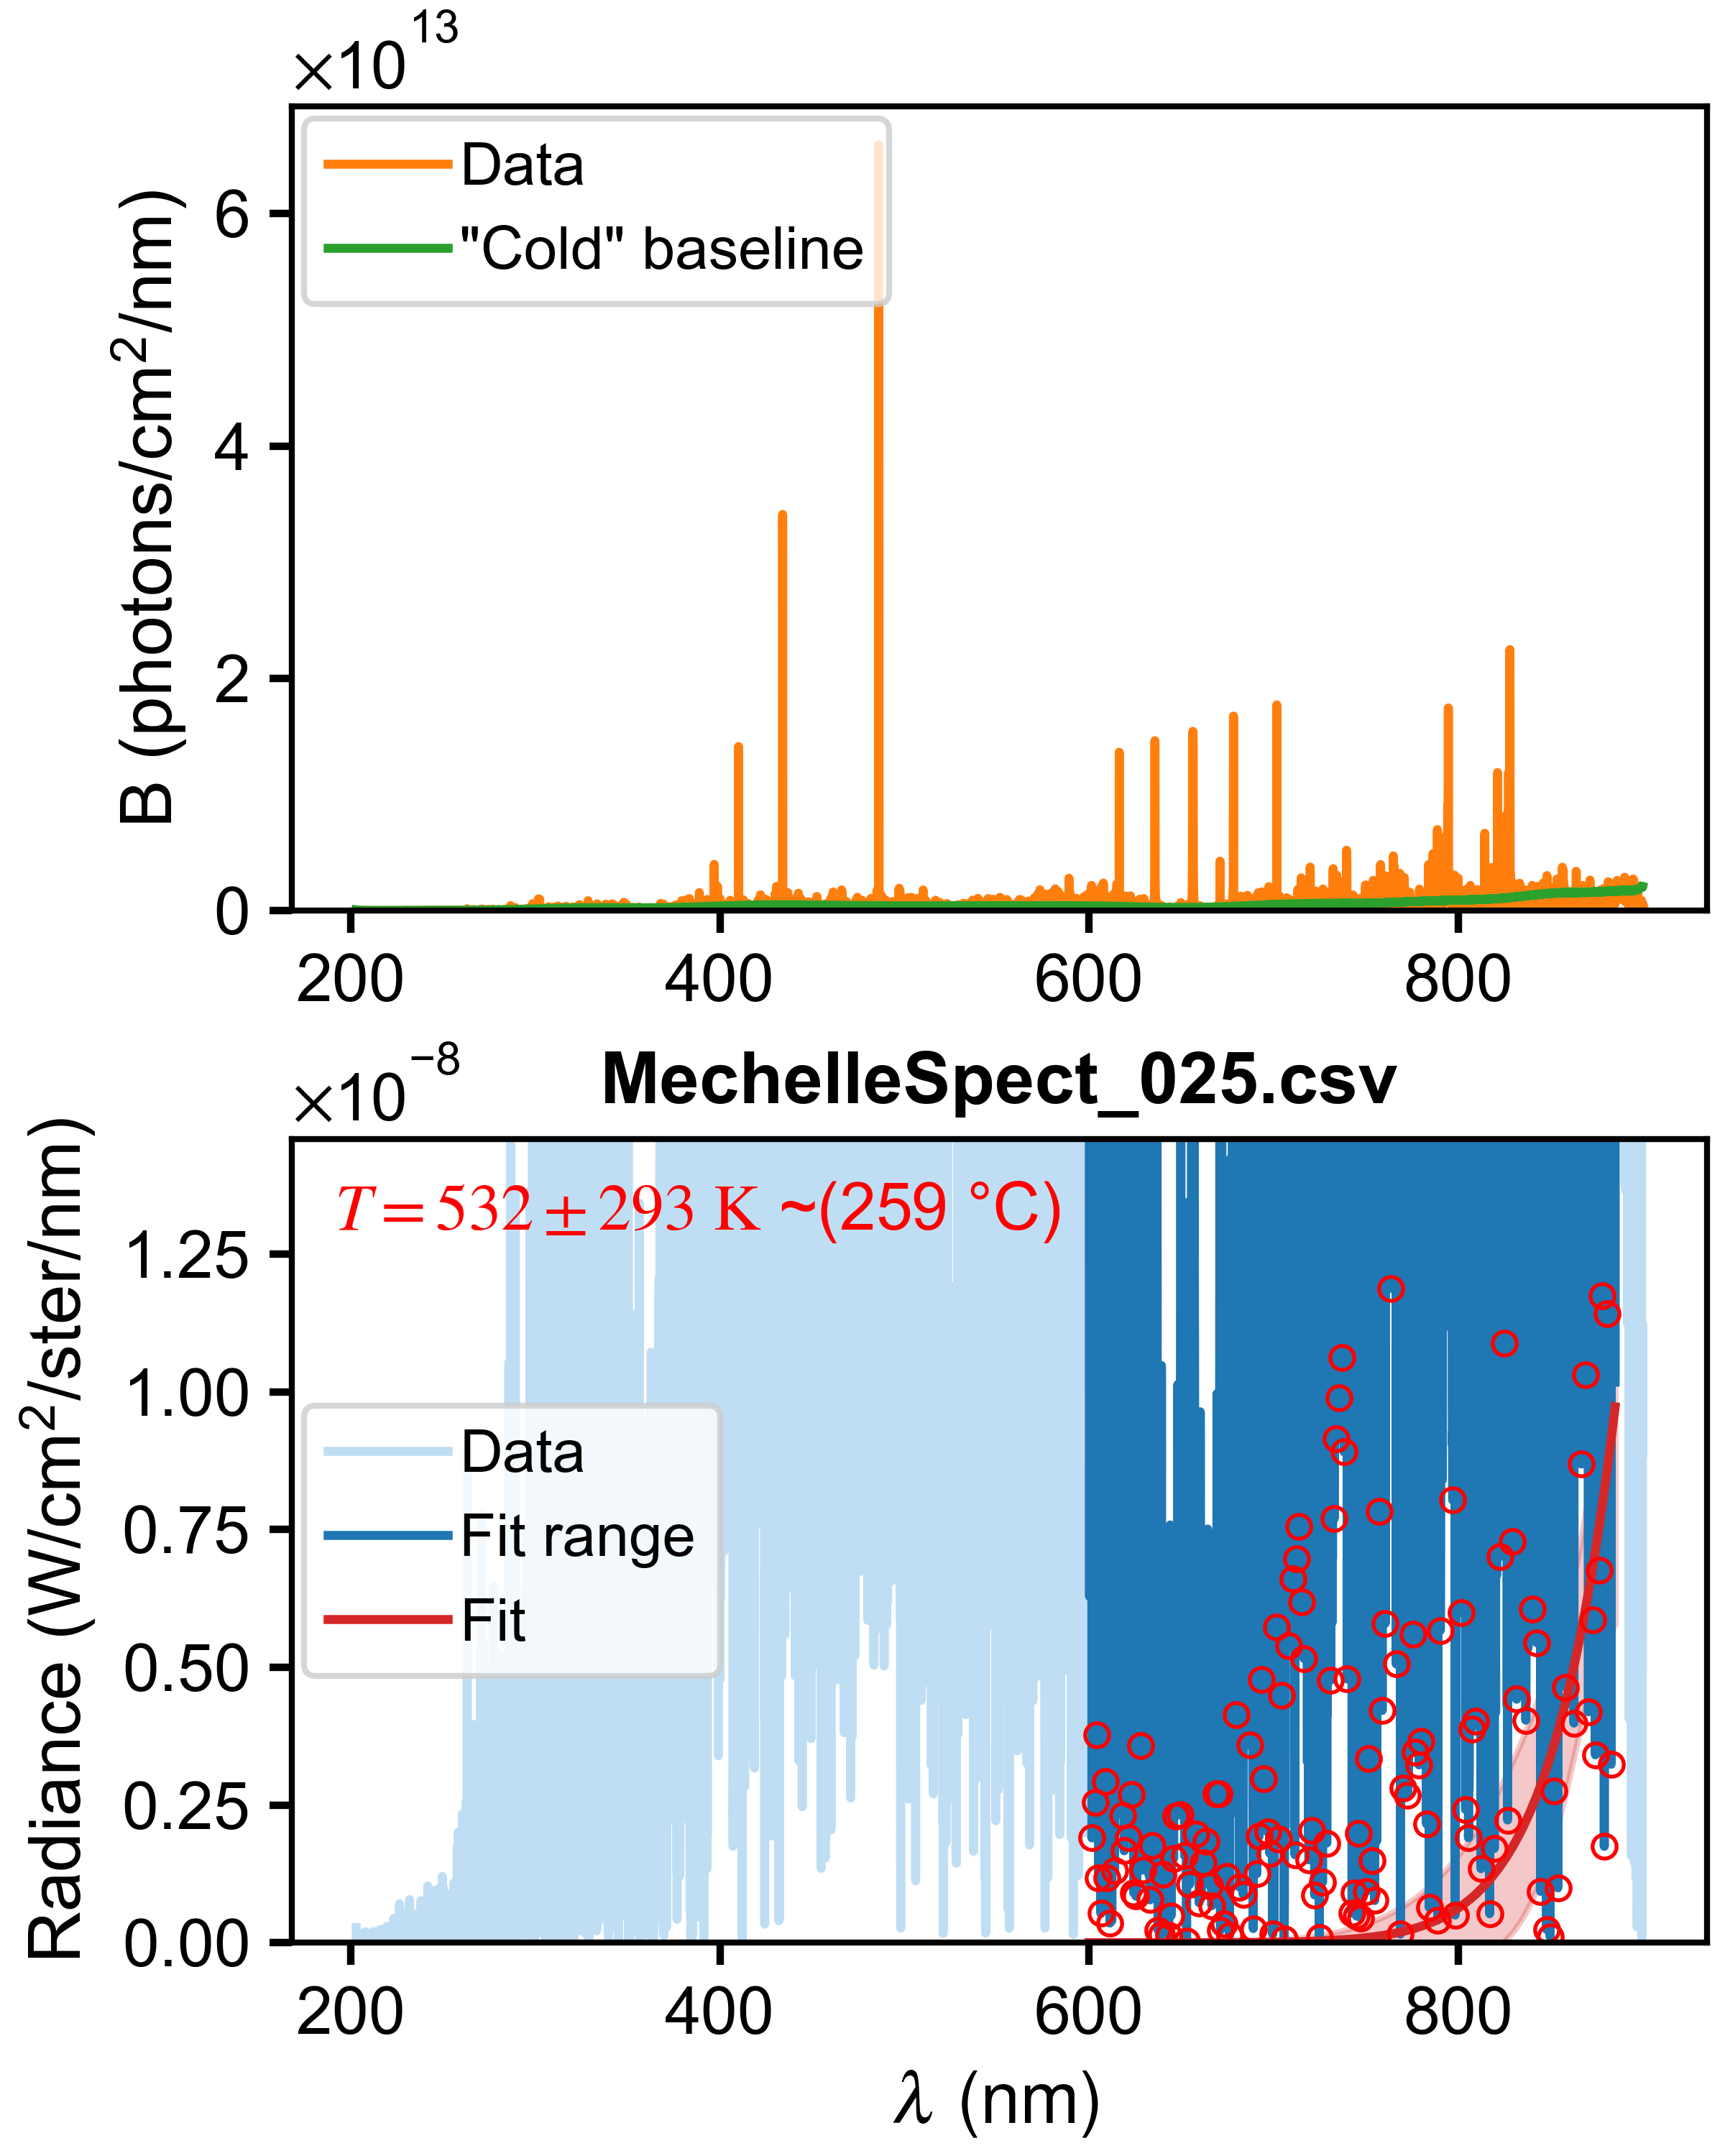 ×10^13
B (photons/cm²/nm)
6
4
2
0
Data
"Cold" baseline
200 400 600 800
×10^−8
MechelleSpect_025.csv
Radiance (W/cm²/ster/nm)
1.25
1.00
0.75
0.50
0.25
0.00
T = 532 ± 293 K ~(259 °C)
Data
Fit range
Fit
200 400 600 800
λ (nm)